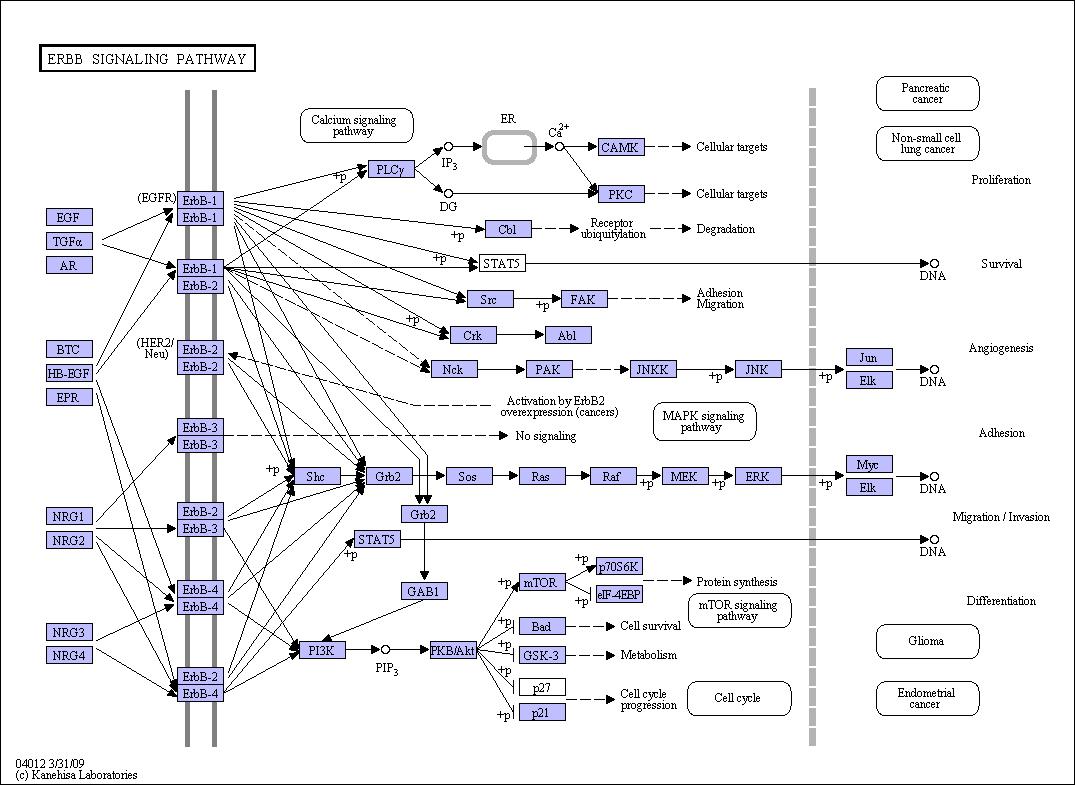 ERBB SIGNALING PATHWAY
Pancreatic
cancer
Calcium signaling
pathway
ER
Ca2+
Non-small cell
lung cancer
CAMK
Cellular targets
IP3
PLCγ
+p
Proliferation
DG
PKC
Cellular targets
(EGFR)
ErbB-1
ErbB-1
EGF
TGFα
AR
Cbl
+p
Receptor
ubiquitylation
Degradation
ErbB-1
ErbB-2
+p
STAT5
DNA
Survival
Src
+p
FAK
Adhesion
Migration
+p
Crk
Abl
(HER2/
Neu)
ErbB-2
ErbB-2
BTC
HB-EGF
EPR
Nck
PAK
JNKK
+p
JNK
+p
Jun
Elk
DNA
Angiogenesis
Activation by ErbB2
overexpression (cancers)
MAPK signaling
pathway
ErbB-3
ErbB-3
No signaling
Adhesion
+p
Shc
Grb2
Sos
Ras
Raf
+p
MEK
+p
ERK
+p
Myc
Elk
DNA
NRG1
NRG2
ErbB-2
ErbB-3
Grb2
Migration / Invasion
STAT5
+p
DNA
ErbB-4
ErbB-4
GAB1
+p
mTOR
+p
p70S6K
+p
eIF-4EBP
Protein synthesis
mTOR signaling
pathway
Differentiation
NRG3
NRG4
+p
Bad
Cell survival
Glioma
PI3K
PIP3
PKB/Akt
+p
GSK-3
Metabolism
ErbB-2
ErbB-4
+p
p27
+p
p21
Cell cycle
progression
Cell cycle
Endometrial
cancer
04012 3/31/09
(c) Kanehisa Laboratories